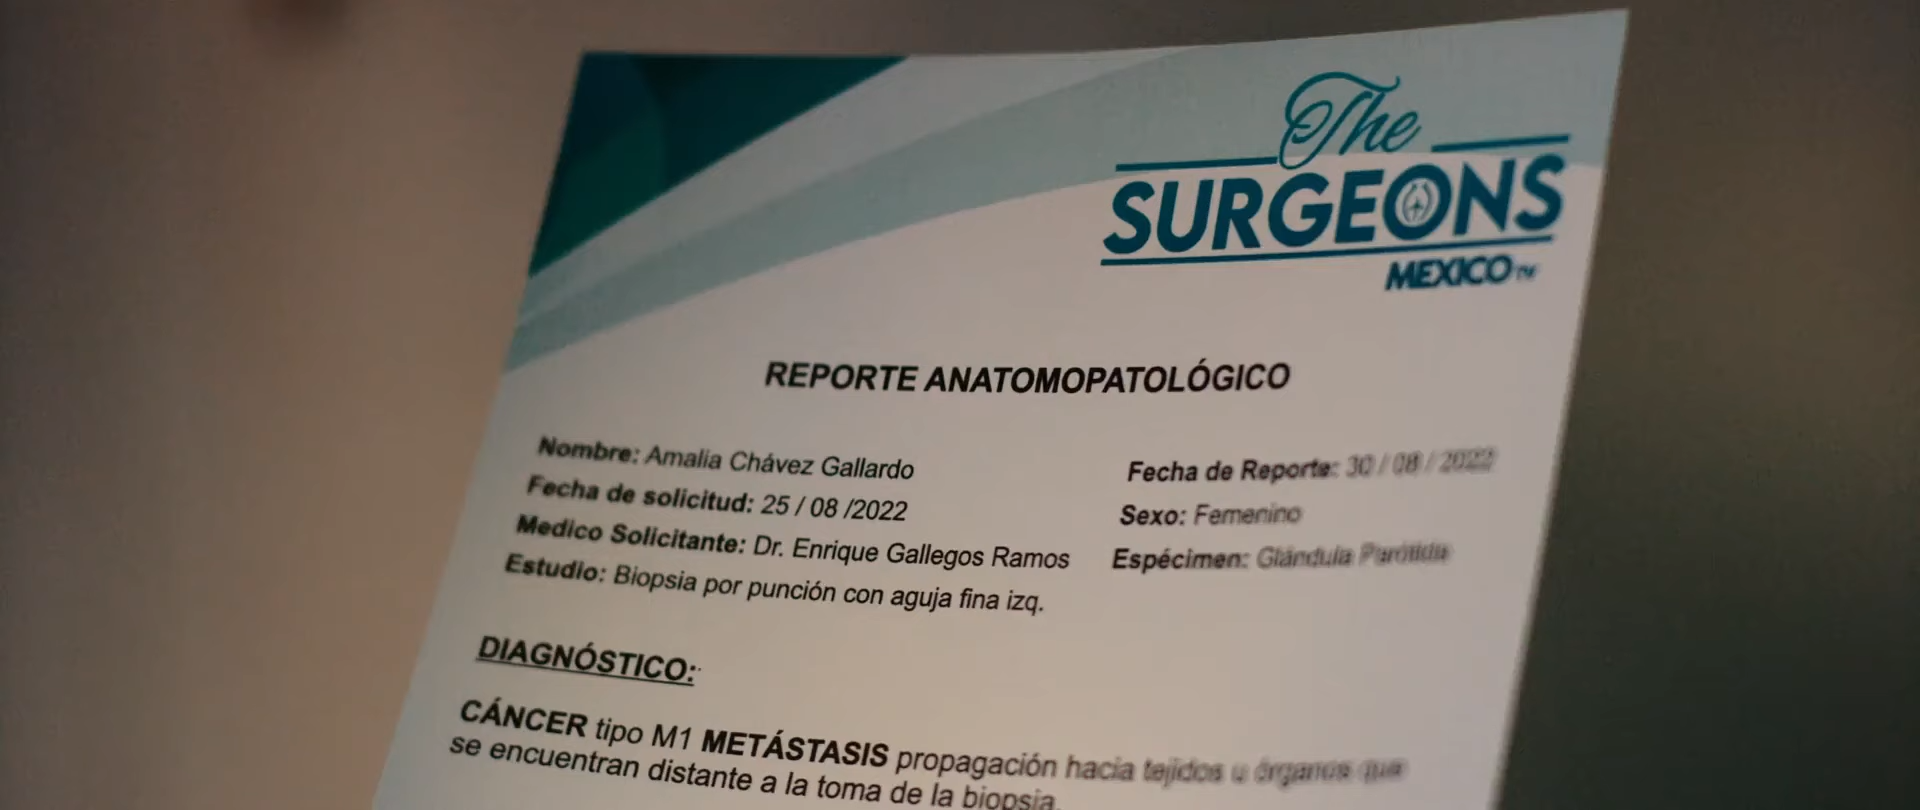 The
SURGEONS
MEXICO™
REPORTE ANATOMOPATOLÓGICO
Nombre: Amalia Chávez Gallardo
Fecha de Reporte: 30 / 08 / 2022
Fecha de solicitud: 25 / 08 /2022
Sexo: Femenino
Medico Solicitante: Dr. Enrique Gallegos Ramos
Espécimen: Glándula Parótida
Estudio: Biopsia por punción con aguja fina izq.
DIAGNÓSTICO:
CÁNCER tipo M1 METÁSTASIS propagación hacia tejidos u órganos que
se encuentran distante a la toma de la biopsia.